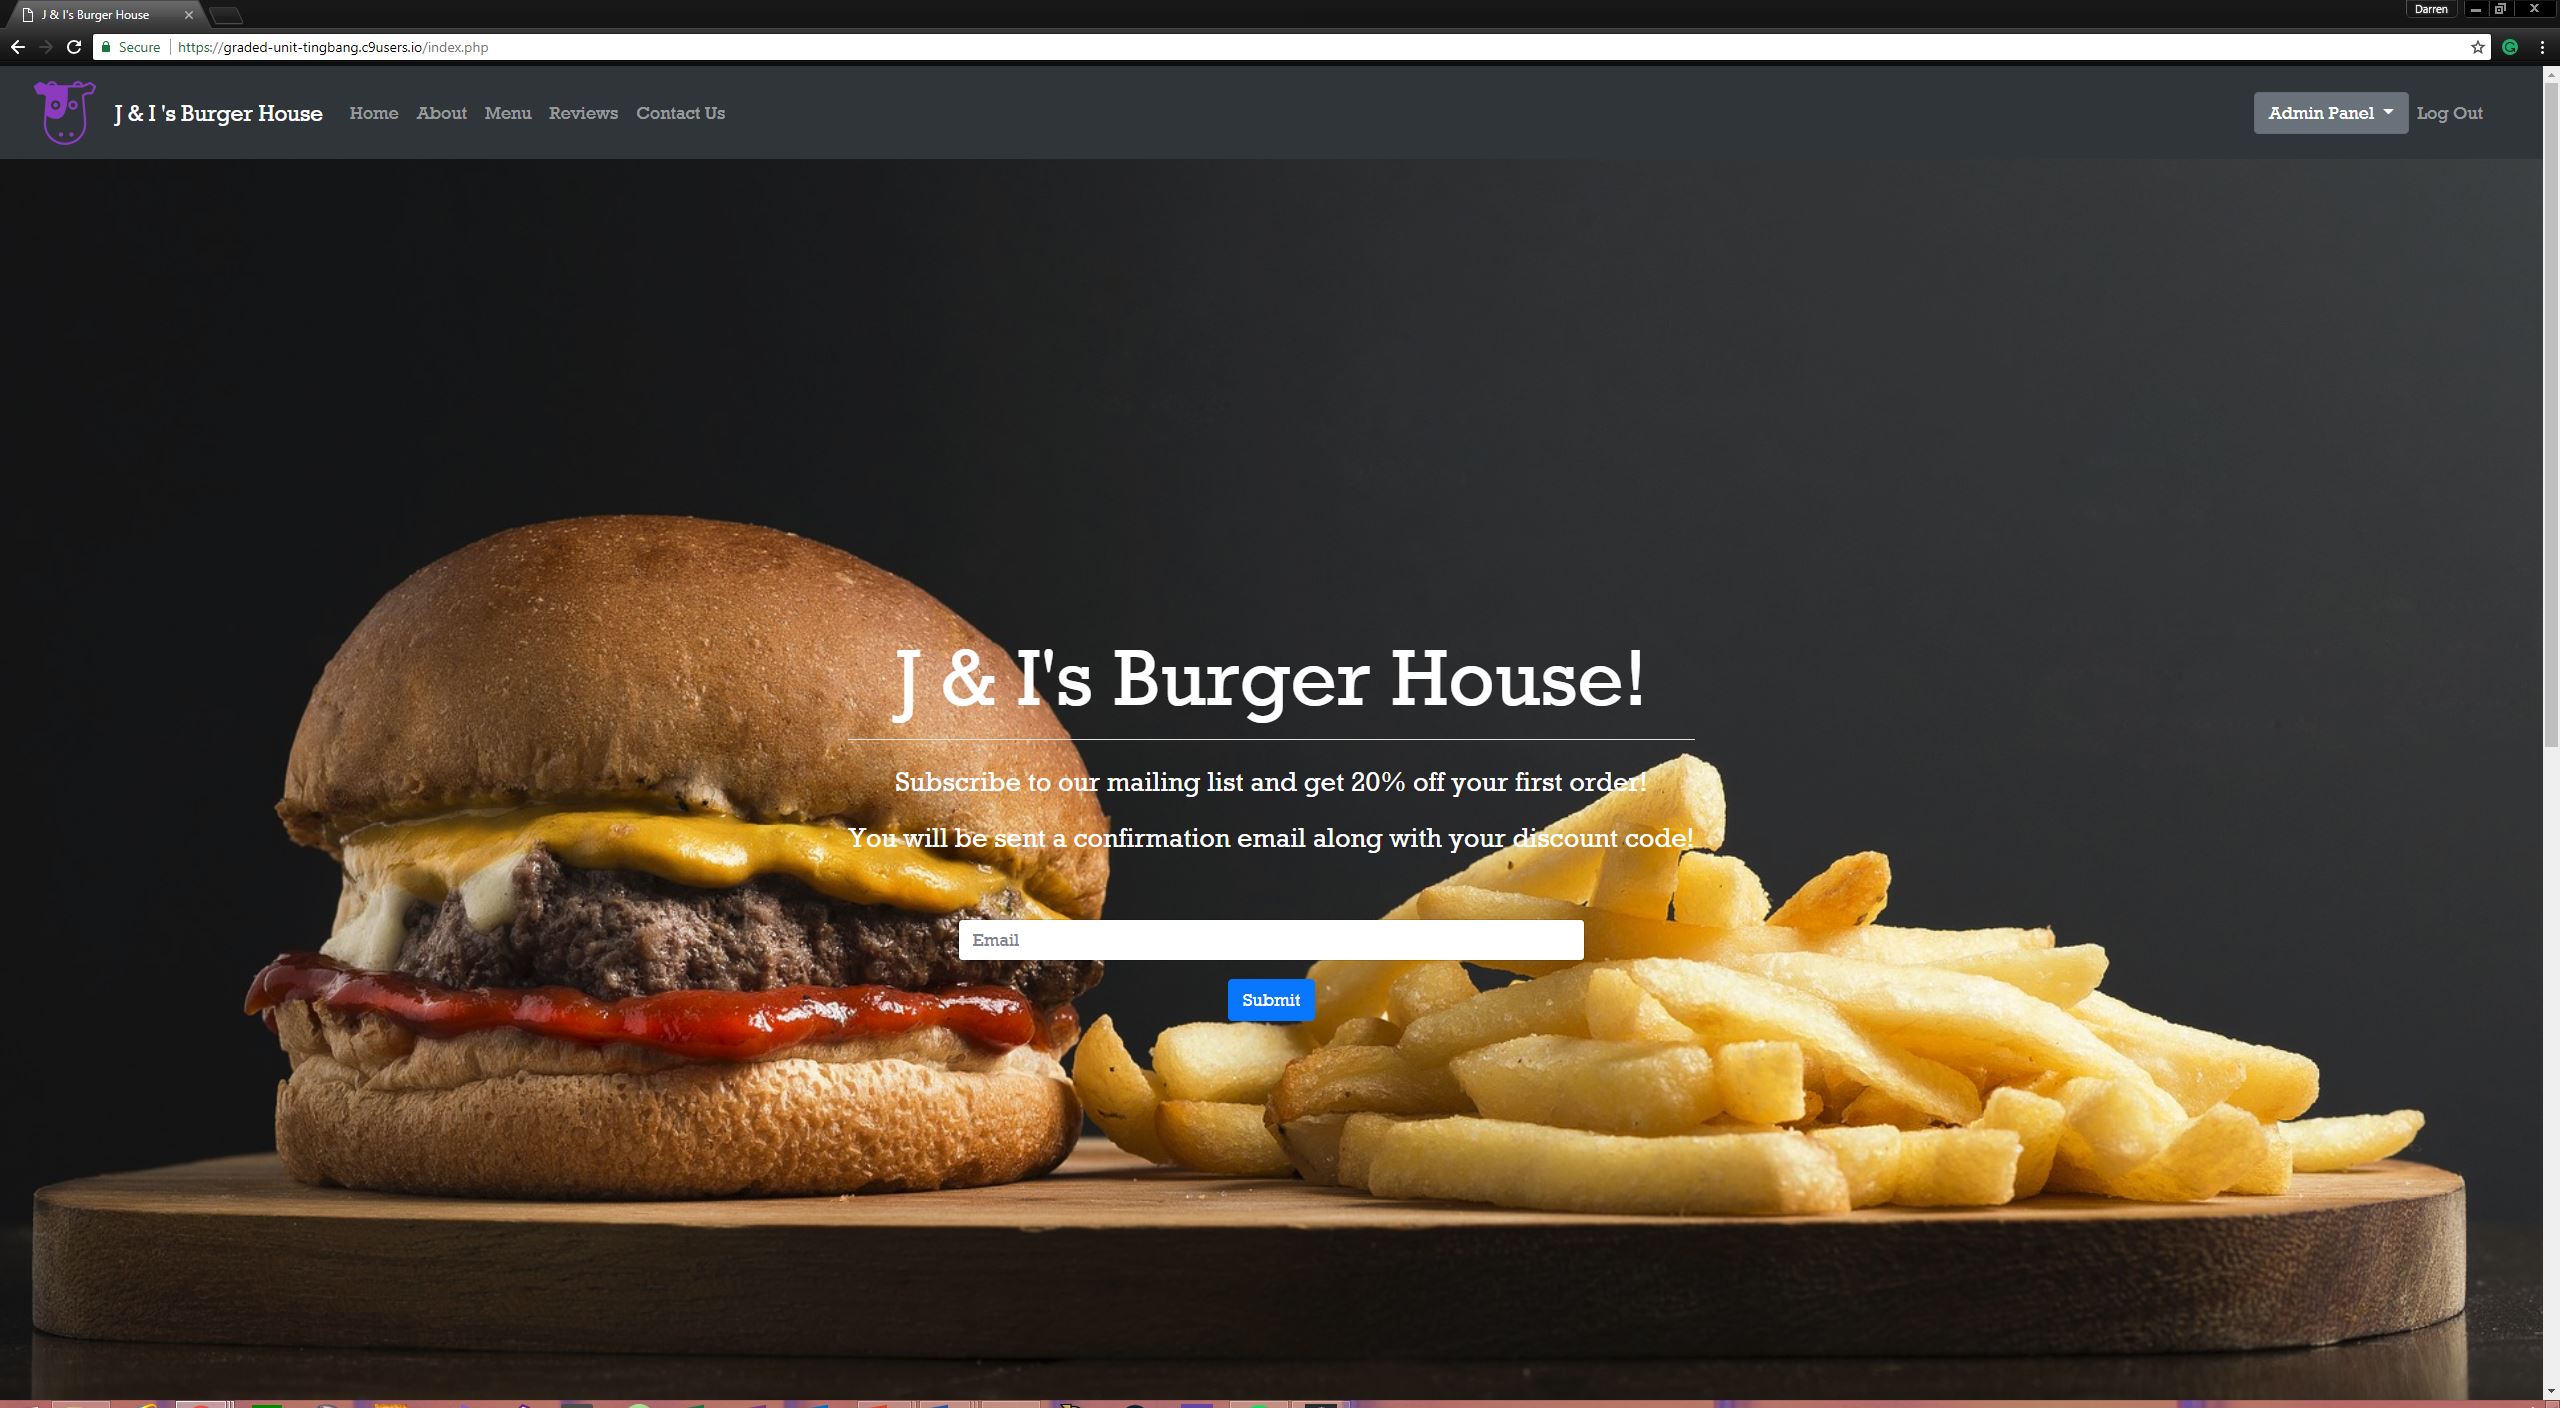 J & I's Burger House
Darren
Secure https://graded-unit-tingbang.c9users.io/index.php
J & I 's Burger House Home About Menu Reviews Contact Us Admin Panel Log Out
J & I's Burger House!
Subscribe to our mailing list and get 20% off your first order!
You will be sent a confirmation email along with your discount code!
Email
Submit